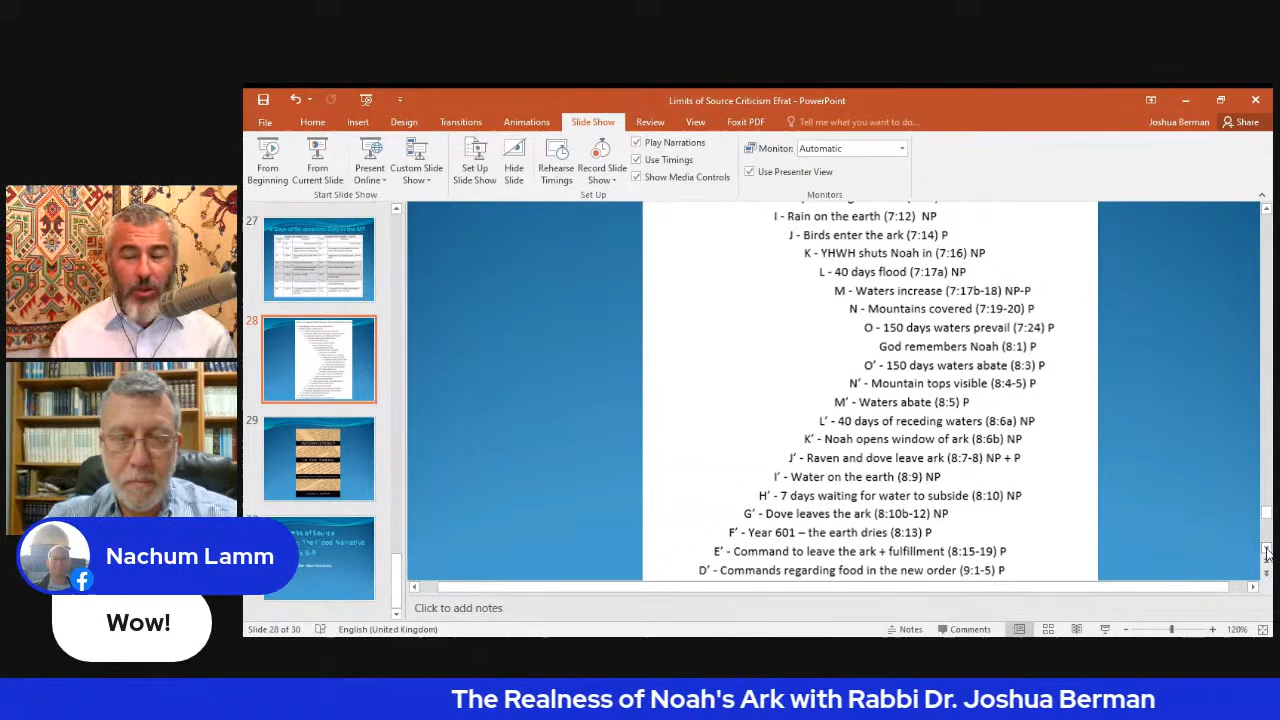 Limits of Source Criticism Efrat - PowerPoint
Joshua Berman
Share
File
Home
Insert
Design
Transitions
Animations
Slide Show
Review
View
Foxit PDF
Tell me what you want to do...
From Beginning
From Current Slide
Present Online
Custom Slide Show
Set Up Slide Show
Hide Slide
Rehearse Timings
Record Slide Show
Play Narrations
Use Timings
Show Media Controls
Monitor: Automatic
Use Presenter View
Start Slide Show
Set Up
Monitors
27
28
29
INCONSISTENCY
IN THE TORAH
I - Rain on the earth (7:12) NP
J - Birds enter the ark (7:14) P
K - YHWH shuts Noah in (7:16) NP
L - 40 days flood (7:17a) NP
M - Waters increase (7:17b-18) NP-P
N - Mountains covered (7:19-20) P
O - 150 days waters prevail (7:24) P
God remembers Noah (8:1) P
O’ - 150 days waters abate (8:3) P
N’ - Mountain tops visible (8:4-5) P
M’ - Waters abate (8:5) P
L’ - 40 days of receding waters (8:6a) NP
K’ - Noah opens window of ark (8:6b) NP
J’ - Raven and dove leave ark (8:7-8) NP + P
I’ - Water on the earth (8:9) NP
H’ - 7 days waiting for water to subside (8:10) NP
G’ - Dove leaves the ark (8:10b-12) NP
F’ - Year 601 – the earth dries (8:13) P
E’ - Command to leave the ark + fulfillment (8:15-19) P
D’ - Commands regarding food in the new order (9:1-5) P
Click to add notes
Slide 28 of 30
English (United Kingdom)
Notes
Comments
120%
Nachum Lamm
Wow!
The Realness of Noah's Ark with Rabbi Dr. Joshua Berman